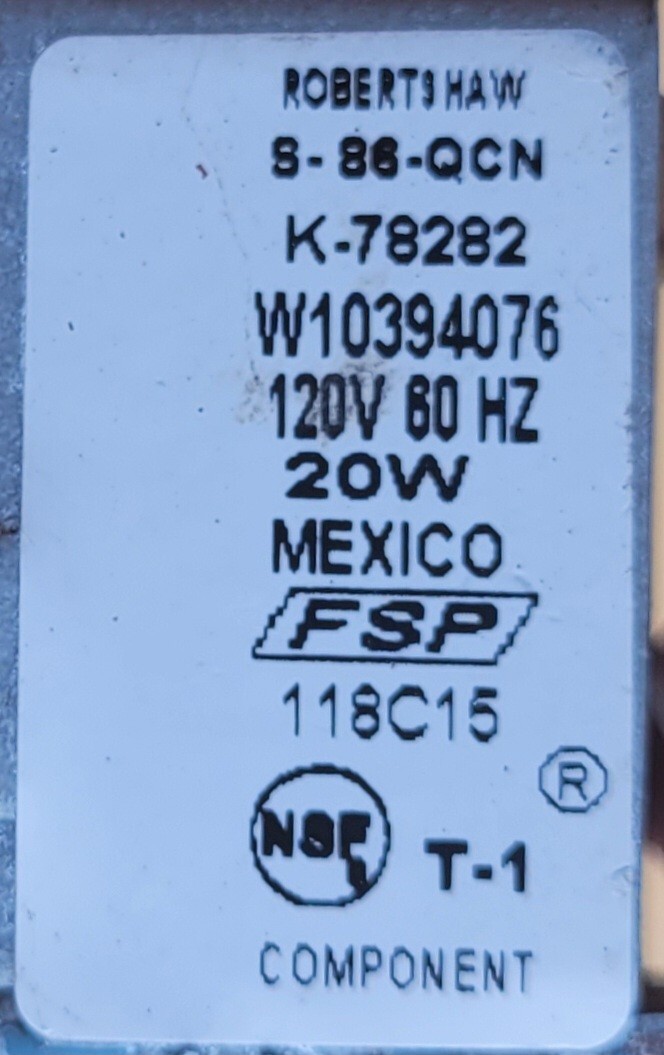 ROBERTSHAW
S-86-QCN
K-78282
W10394076
120V 60 HZ
20W
MEXICO
FSP
118C15
®
NSF
T-1
COMPONENT